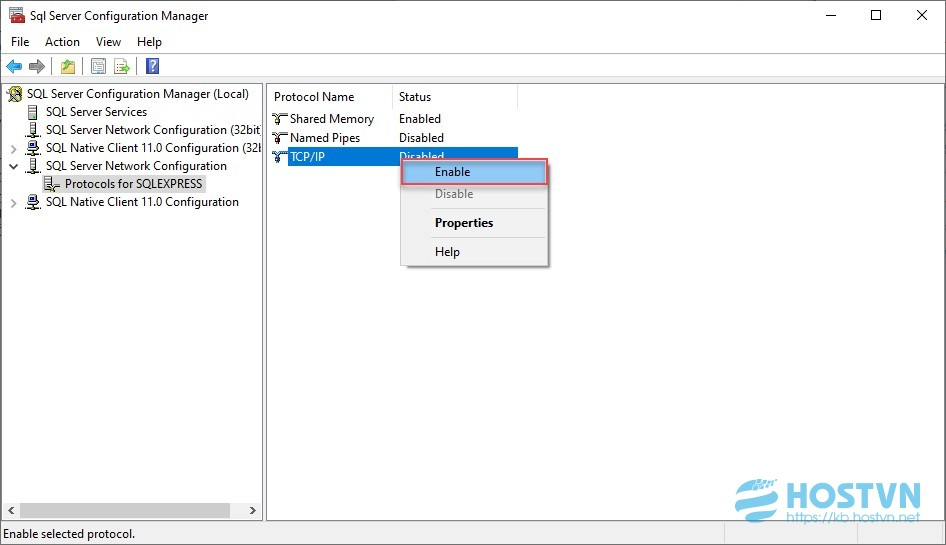 Sql Server Configuration Manager
File Action View Help
SQL Server Configuration Manager (Local)
SQL Server Services
SQL Server Network Configuration (32bit
SQL Native Client 11.0 Configuration (32l
SQL Server Network Configuration
Protocols for SQLEXPRESS
SQL Native Client 11.0 Configuration
Protocol Name Status
Shared Memory Enabled
Named Pipes Disabled
TCP/IP Disabled
Enable
Disable
Properties
Help
HOSTVN
https://kb.hostvn.net
Enable selected protocol.